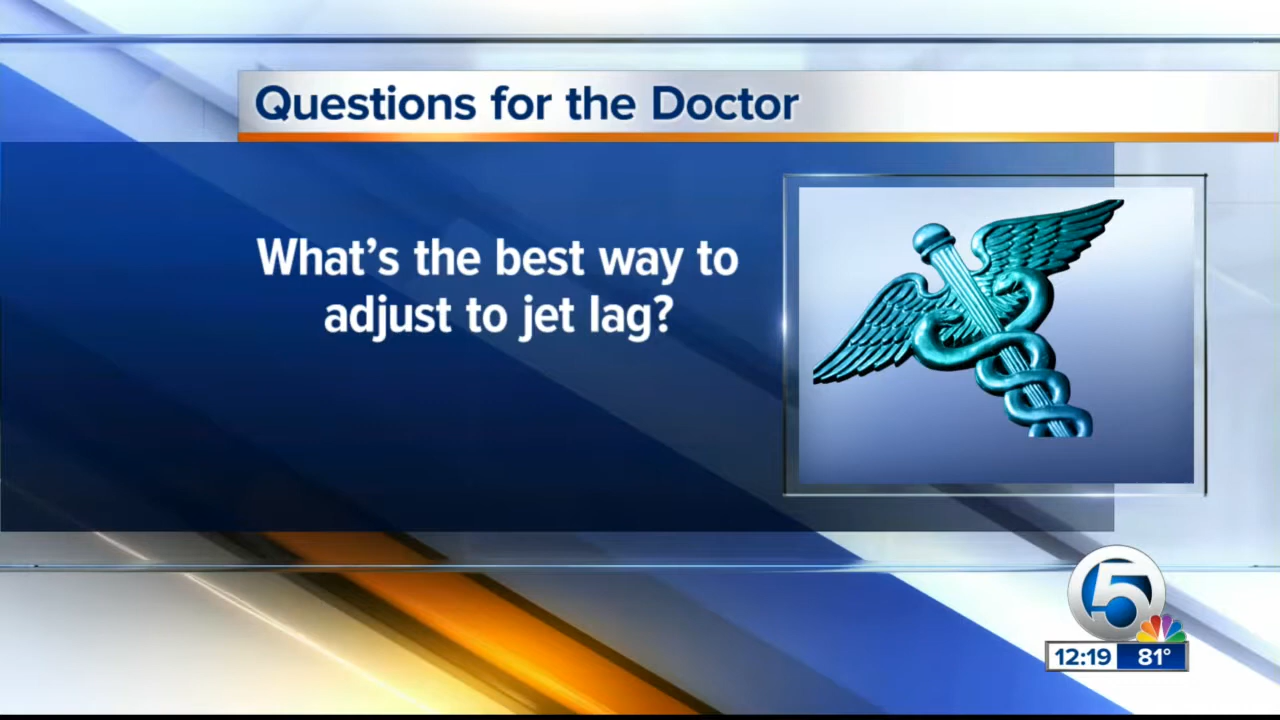 Questions for the Doctor
What's the best way to
adjust to jet lag?
5
12:19 81°